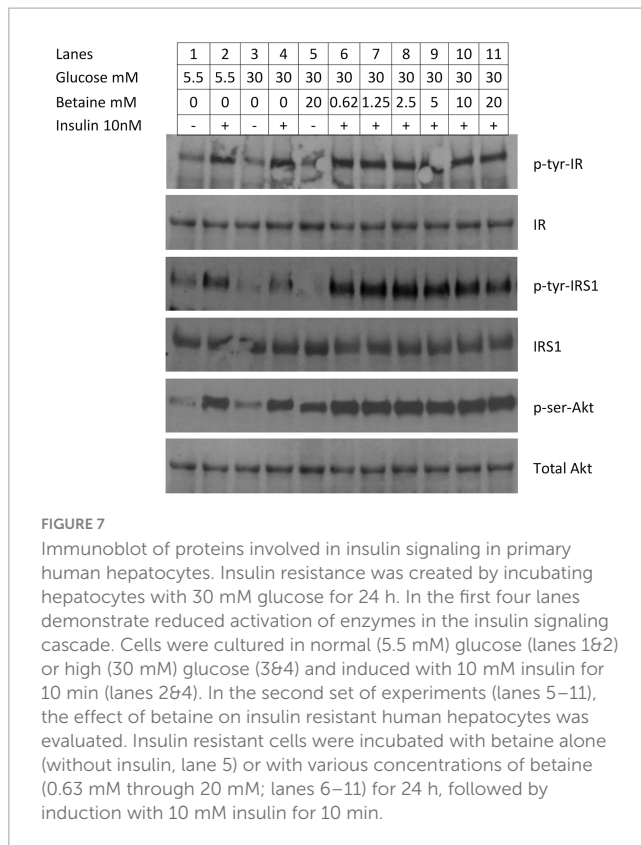 Lanes 1 2 3 4 5 6 7 8 9 10 11
Glucose mM 5.5 5.5 30 30 30 30 30 30 30 30 30
Betaine mM 0 0 0 0 20 0.62 1.25 2.5 5 10 20
Insulin 10nM - + - + - + + + + + +
p-tyr-IR
IR
p-tyr-IRS1
IRS1
p-ser-Akt
Total Akt
FIGURE 7
Immunoblot of proteins involved in insulin signaling in primary
human hepatocytes. Insulin resistance was created by incubating
hepatocytes with 30 mM glucose for 24 h. In the first four lanes
demonstrate reduced activation of enzymes in the insulin signaling
cascade. Cells were cultured in normal (5.5 mM) glucose (lanes 1&2)
or high (30 mM) glucose (3&4) and induced with 10 mM insulin for
10 min (lanes 2&4). In the second set of experiments (lanes 5–11),
the effect of betaine on insulin resistant human hepatocytes was
evaluated. Insulin resistant cells were incubated with betaine alone
(without insulin, lane 5) or with various concentrations of betaine
(0.63 mM through 20 mM; lanes 6–11) for 24 h, followed by
induction with 10 mM insulin for 10 min.